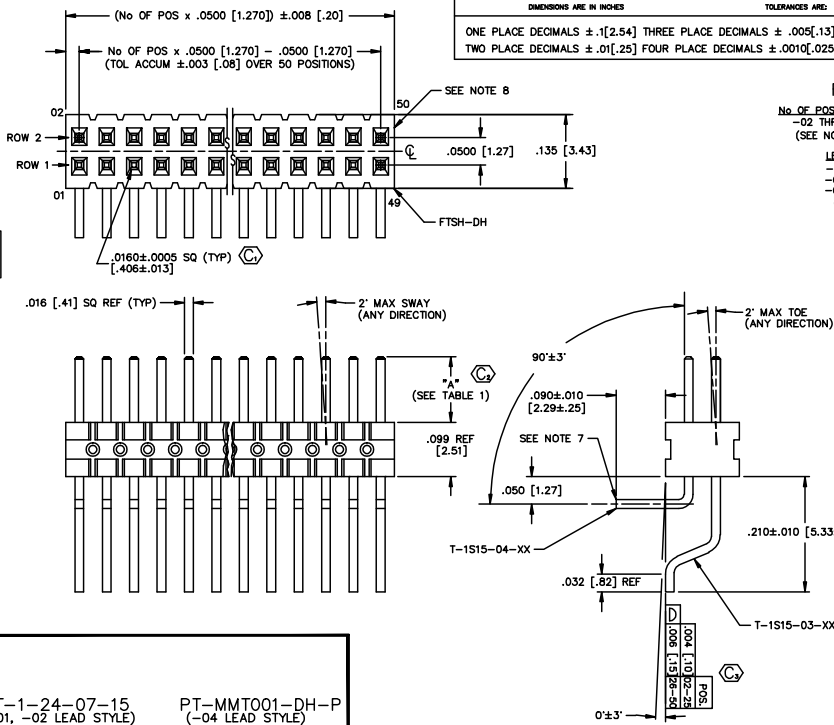 (No OF POS x .0500 [1.270]) ±.008 [.20]
No OF POS x .0500 [1.270] - .0500 [1.270]
(TOL ACCUM ±.003 [.08] OVER 50 POSITIONS)
DIMENSIONS ARE IN INCHES
TOLERANCES ARE:
ONE PLACE DECIMALS ±.1[2.54] THREE PLACE DECIMALS ± .005[.13]
TWO PLACE DECIMALS ±.01[.25] FOUR PLACE DECIMALS ±.0010[.025
No OF POS
-02 THR
(SEE NO
LE
02
50
SEE NOTE 8
ROW 2
ROW 1
℄
.0500 [1.27]
.135 [3.43]
01
49
FTSH-DH
.0160±.0005 SQ (TYP) C1
[.406±.013]
.016 [.41] SQ REF (TYP)
2° MAX SWAY
(ANY DIRECTION)
2° MAX TOE
(ANY DIRECTION)
90°±3°
"A" C2
(SEE TABLE 1)
.090±.010
[2.29±.25]
.099 REF
[2.51]
SEE NOTE 7
.050 [1.27]
.210±.010 [5.33
T-1S15-04-XX
.032 [.82] REF
T-1S15-03-XX
D
.004 [.10] 02-25
.006 [.15] 26-50
POS.
C3
0°±3°
T-1-24-07-15
01, -02 LEAD STYLE)
PT-MMT001-DH-P
(-04 LEAD STYLE)